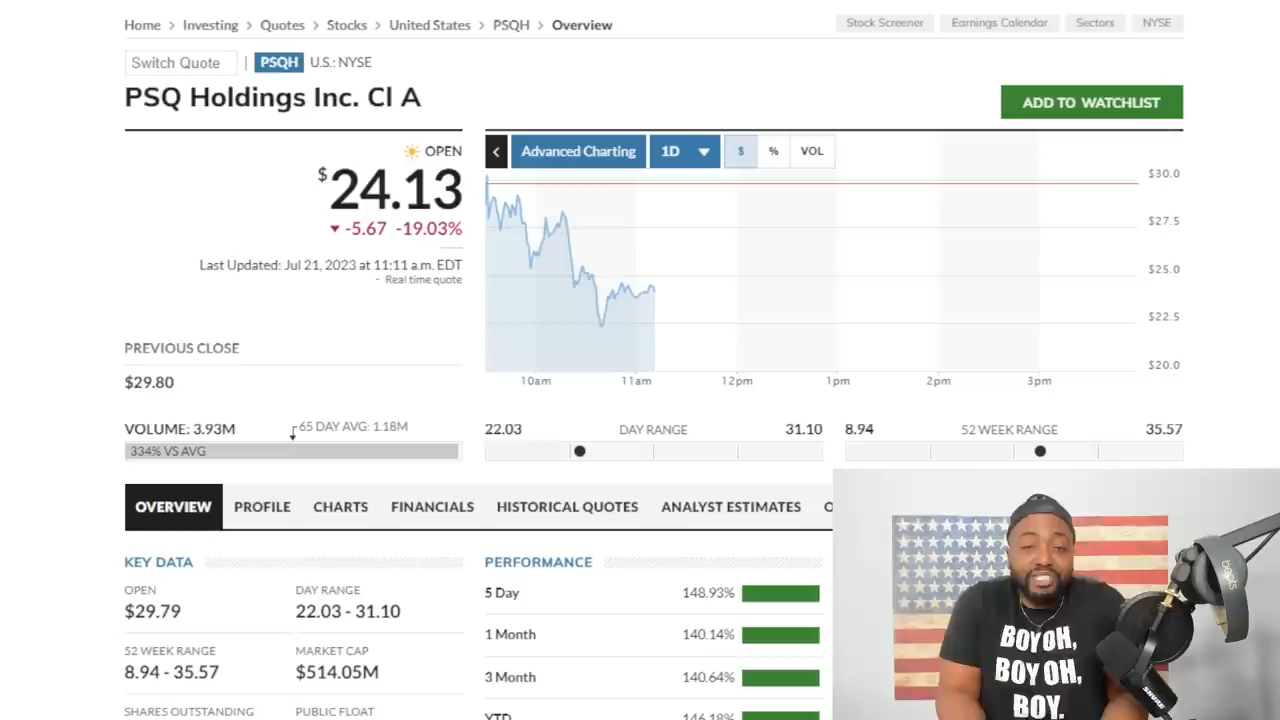 Home > Investing > Quotes > Stocks > United States > PSQH > Overview
Stock Screener Earnings Calendar Sectors NYSE
Switch Quote | PSQH U.S.: NYSE
PSQ Holdings Inc. Cl A
ADD TO WATCHLIST
OPEN
$24.13
-5.67 -19.03%
Last Updated: Jul 21, 2023 at 11:11 a.m. EDT
- Real time quote
PREVIOUS CLOSE
$29.80
Advanced Charting 1D $ % VOL
$30.0
$27.5
$25.0
$22.5
$20.0
10am 11am 12pm 1pm 2pm 3pm
VOLUME: 3.93M 65 DAY AVG: 1.18M
334% VS AVG
22.03 DAY RANGE 31.10
8.94 52 WEEK RANGE 35.57
OVERVIEW PROFILE CHARTS FINANCIALS HISTORICAL QUOTES ANALYST ESTIMATES O
KEY DATA
OPEN DAY RANGE
$29.79 22.03 - 31.10
52 WEEK RANGE MARKET CAP
8.94 - 35.57 $514.05M
SHARES OUTSTANDING PUBLIC FLOAT
PERFORMANCE
5 Day 148.93%
1 Month 140.14%
3 Month 140.64%
YTD 146.18%
BOY OH,
BOY OH,
BOY.
beats
SHURE